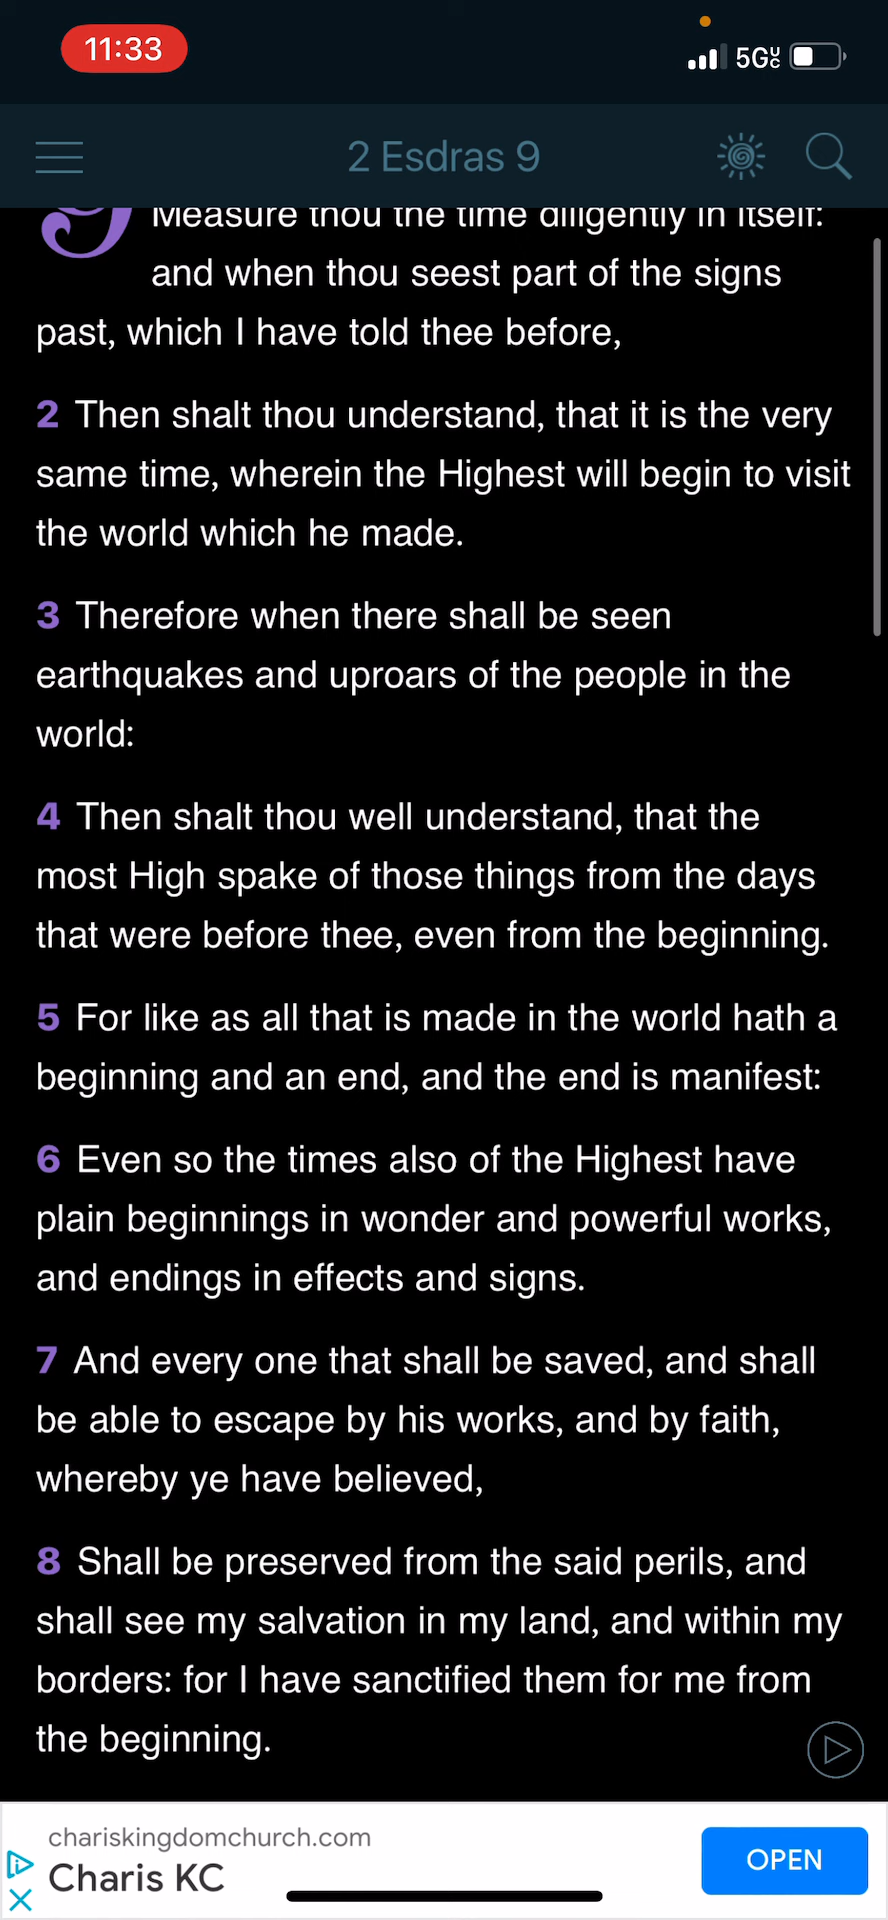 11:33
5GUC
2 Esdras 9
9 Measure thou the time diligently in itself:
and when thou seest part of the signs
past, which I have told thee before,
2 Then shalt thou understand, that it is the very
same time, wherein the Highest will begin to visit
the world which he made.
3 Therefore when there shall be seen
earthquakes and uproars of the people in the
world:
4 Then shalt thou well understand, that the
most High spake of those things from the days
that were before thee, even from the beginning.
5 For like as all that is made in the world hath a
beginning and an end, and the end is manifest:
6 Even so the times also of the Highest have
plain beginnings in wonder and powerful works,
and endings in effects and signs.
7 And every one that shall be saved, and shall
be able to escape by his works, and by faith,
whereby ye have believed,
8 Shall be preserved from the said perils, and
shall see my salvation in my land, and within my
borders: for I have sanctified them for me from
the beginning.
chariskingdomchurch.com
Charis KC
OPEN